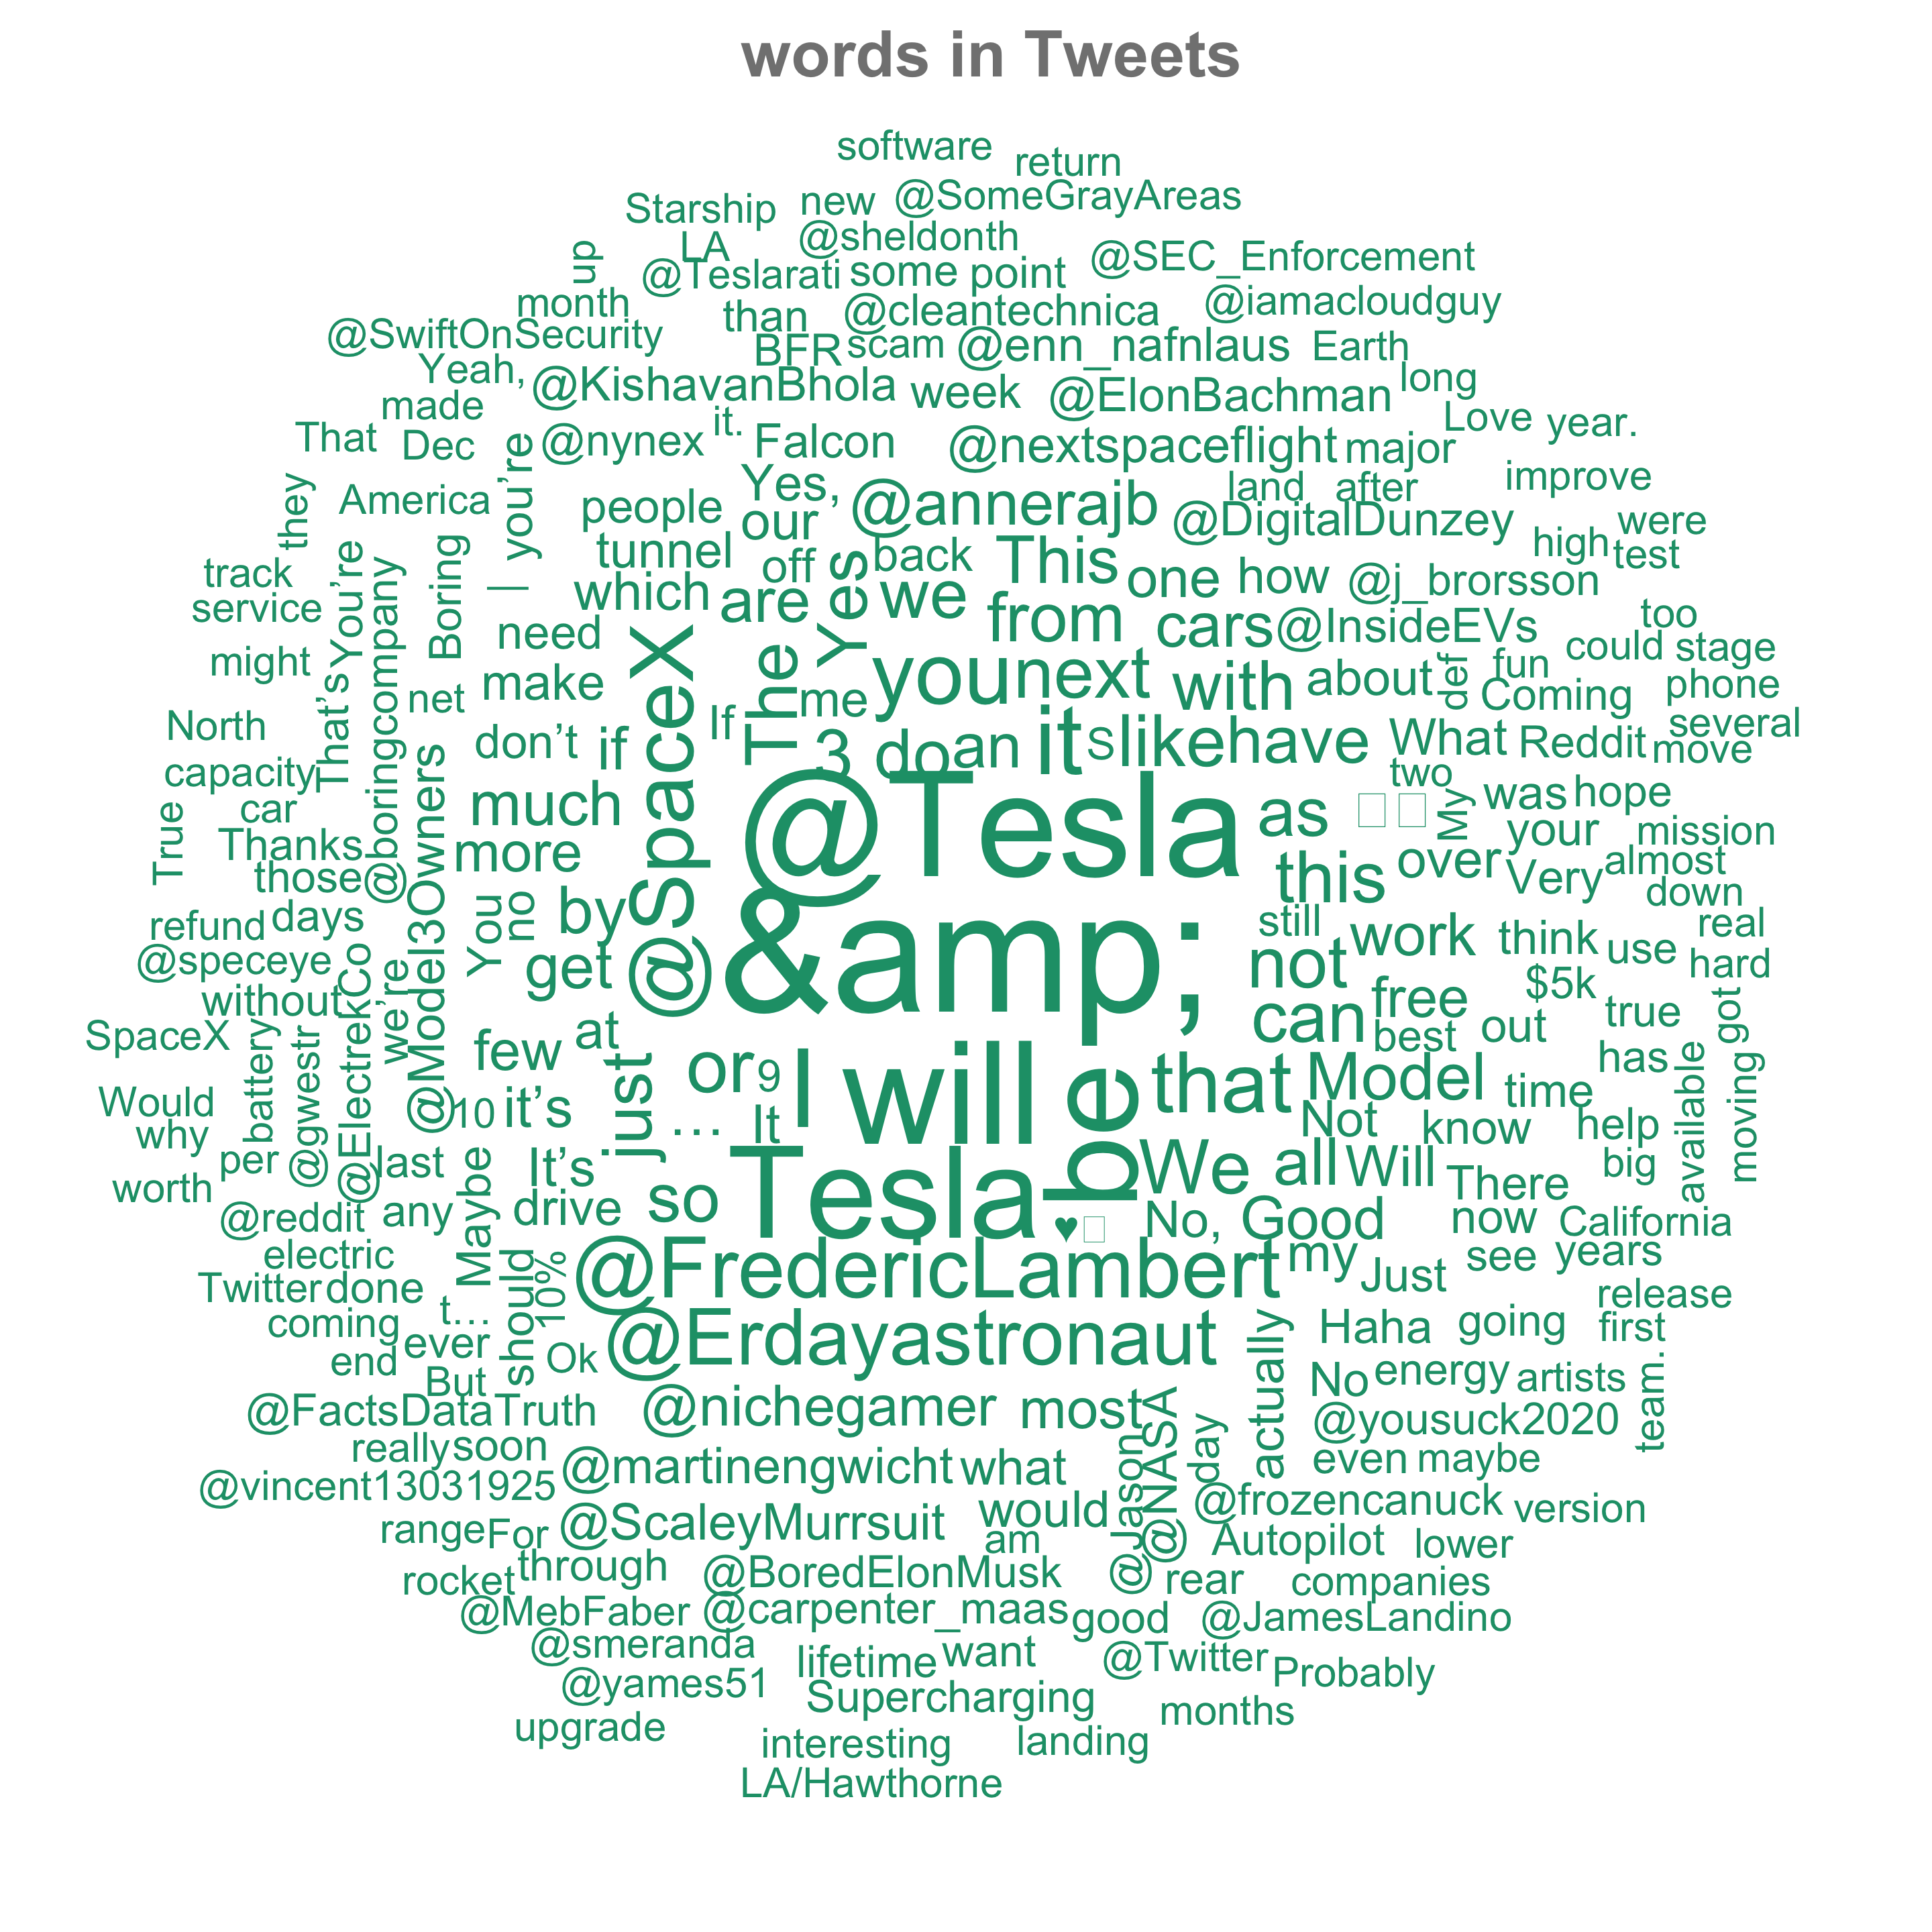 words in Tweets
software
return
Starship new @SomeGrayAreas
up LA @sheldonth
@Teslarati some point @SEC_Enforcement
month than @cleantechnica @iamacloudguy
@SwiftOnSecurity BFR scam @enn_nafnlaus Earth
Yeah, @KishavanBhola week @ElonBachman long
made it. Love year.
That Dec you're @nynex Falcon @nextspaceflight major
they America | people Yes, @annerajb land after improve
our ' @DigitalDunzey were
tunnel off Yes back This high test
track You're @boringcompany Boring which are we one how @j_brorsson
service need from cars @InsideEVs too
might That's net make @SpaceX The me you next with about def fun could stage
North don't if If Coming phone
capacity 3 do an it S like have What Reddit move several
car @Model3Owners much @Tesla as two My was hope
True Thanks more this over your mission
those Very almost
refund days You no by &amp; still down
@speceye @ElectrekCo we're get not work think use real
without free $5k hard
SpaceX battery @gwestr few at can best out true got
Would 10 it's just or 9 I will be that Model time has available moving
why … It Not know help
per last Maybe It's so Tesla We all Will There big
worth drive
@reddit any ♥ No, Good now California
electric should 10% @FredericLambert my Just see years
Twitter done release
coming t… ever @Erdayastronaut actually Haha going first
end But Ok No energy artists team.
@FactsDataTruth @nichegamer most @NASA day @yousuck2020
really soon @Jason even maybe
@vincent13031925 @martinengwicht what @frozencanuck version
range For @ScaleyMurrsuit would am Autopilot lower
rocket through @BoredElonMusk rear companies
@MebFaber @carpenter_maas good @JamesLandino
@smeranda lifetime want @Twitter Probably
@yames51 Supercharging
upgrade months
interesting landing
LA/Hawthorne